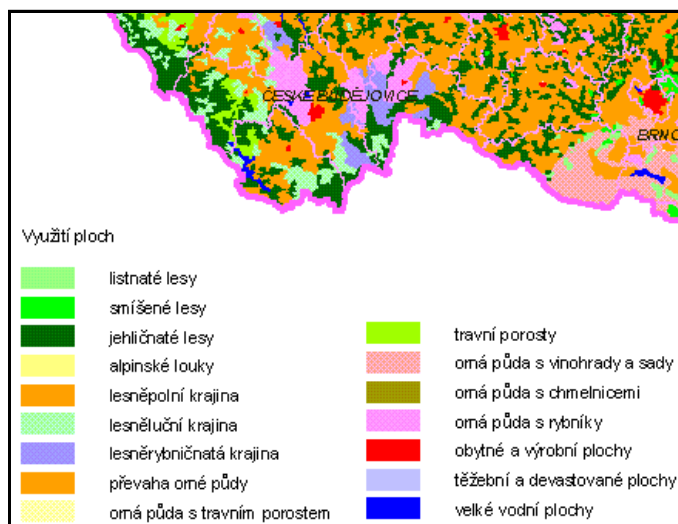 ČESKÉ BUDĚJOVICE
BRNO
Využití ploch
listnaté lesy
smíšené lesy
jehličnaté lesy
alpinské louky
lesněpolní krajina
lesněluční krajina
lesněrybničnatá krajina
převaha orné půdy
orná půda s travním porostem
travní porosty
orná půda s vinohrady a sady
orná půda s chmelnicemi
orná půda s rybníky
obytné a výrobní plochy
těžební a devastované plochy
velké vodní plochy